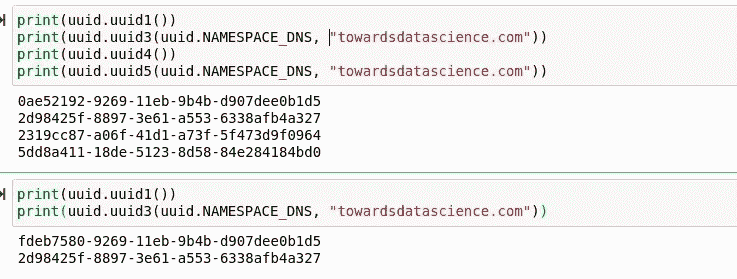 print(uuid.uuid1())
print(uuid.uuid3(uuid.NAMESPACE_DNS, "towardsdatascience.com"))
print(uuid.uuid4())
print(uuid.uuid5(uuid.NAMESPACE_DNS, "towardsdatascience.com"))
0ae52192-9269-11eb-9b4b-d907dee0b1d5
2d98425f-8897-3e61-a553-6338afb4a327
2319cc87-a06f-41d1-a73f-5f473d9f0964
5dd8a411-18de-5123-8d58-84e284184bd0
print(uuid.uuid1())
print(uuid.uuid3(uuid.NAMESPACE_DNS, "towardsdatascience.com"))
fdeb7580-9269-11eb-9b4b-d907dee0b1d5
2d98425f-8897-3e61-a553-6338afb4a327